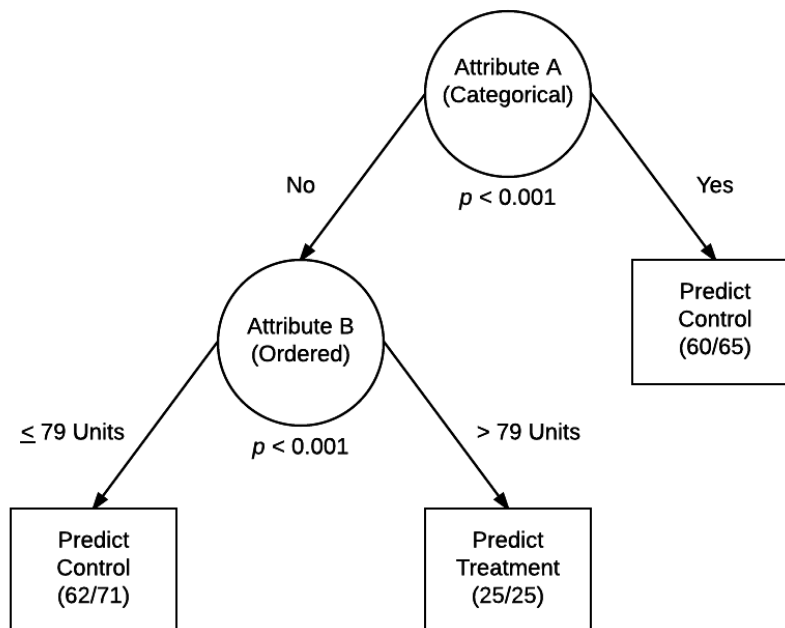 Attribute A
(Categorical)
No
Yes
p < 0.001
Predict
Control
(60/65)
Attribute B
(Ordered)
≤ 79 Units
> 79 Units
p < 0.001
Predict
Control
(62/71)
Predict
Treatment
(25/25)